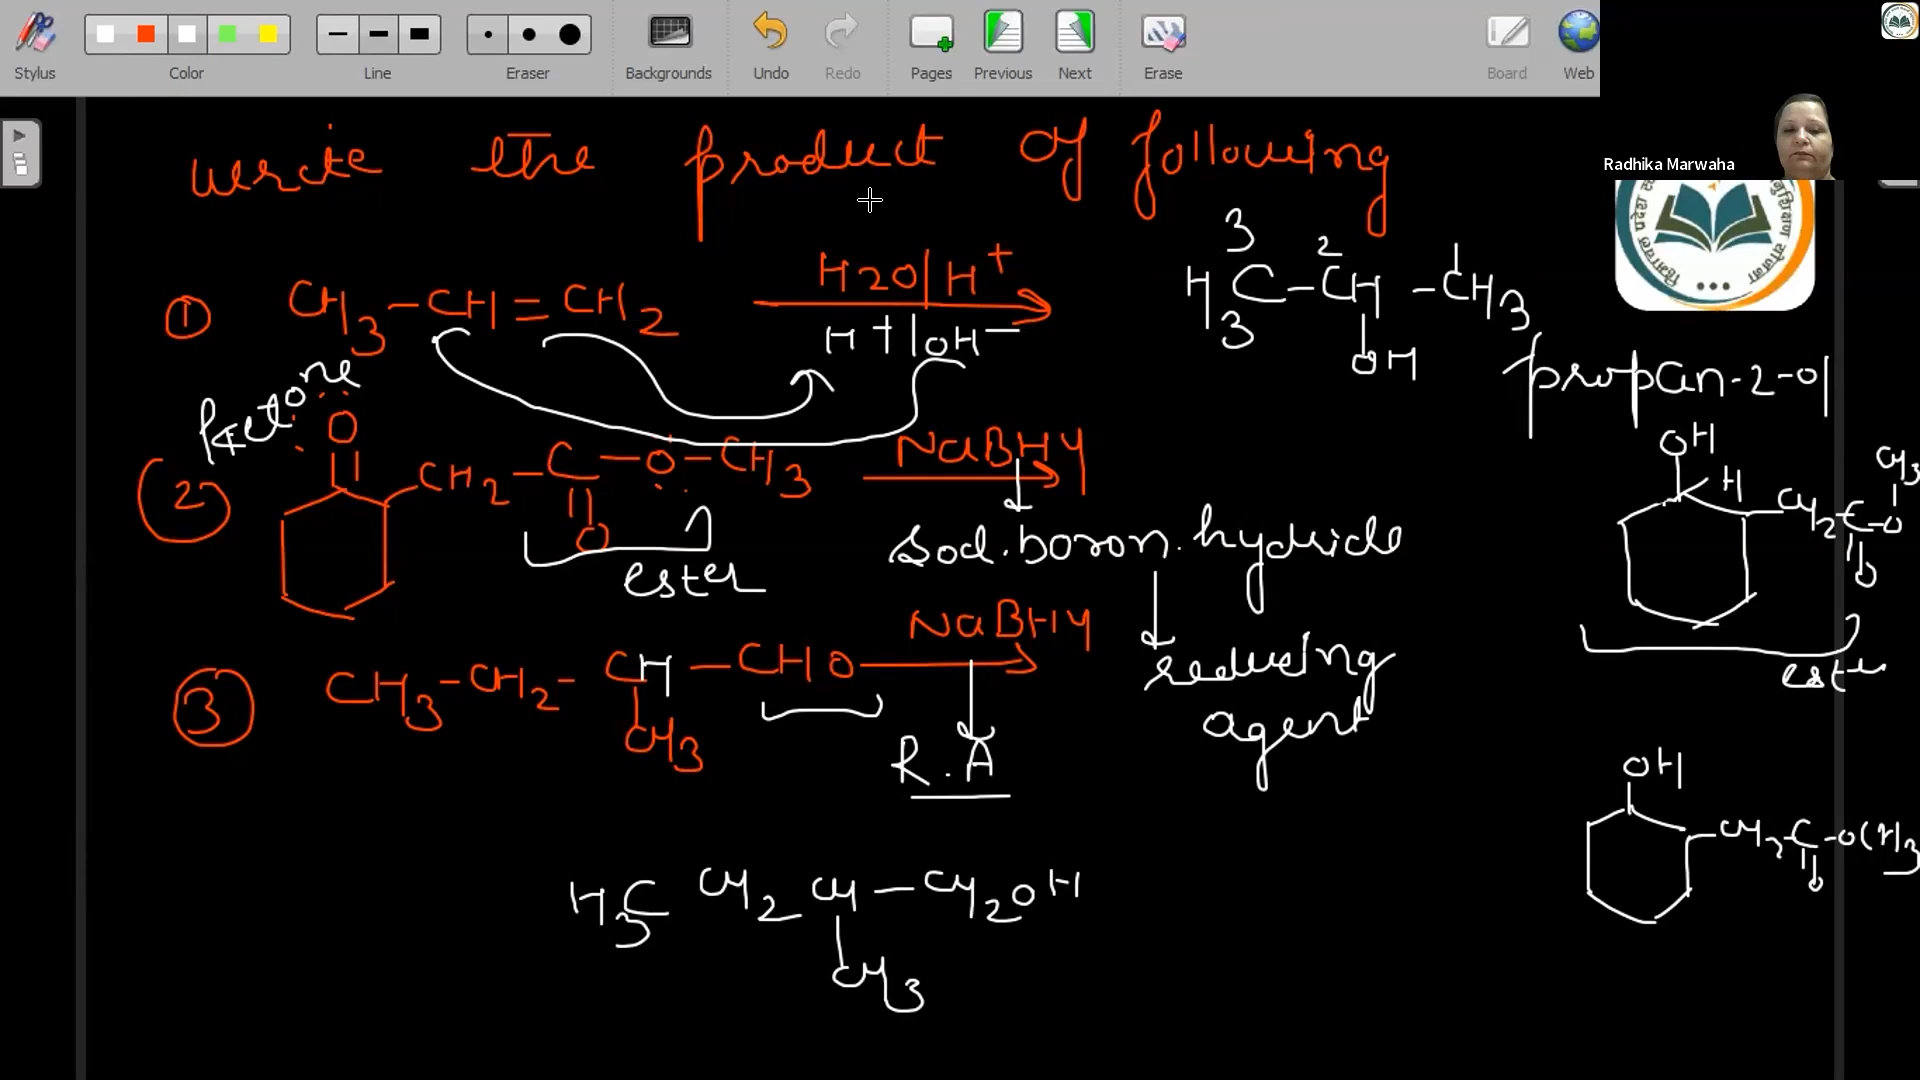 Stylus
Color
Line
Eraser
Backgrounds
Undo
Redo
Pages
Previous
Next
Erase
Board
Web
Radhika Marwaha
write the product of following
① CH3-CH=CH2 H2O/H+
H+/OH-
H3C-CH-CH3
3 2 1
OH
propan-2-ol
ketone
② O
CH2-C-O-CH3
O
ester
NaBH4
Sod.boron.hydride
reducing
agent
OH
H
CH2-C-O
CH3
O
ester
③ CH3-CH2-CH-CHO NaBH4
CH3
R.A
OH
CH2-C-OCH3
O
H3C CH2 CH-CH2OH
CH3